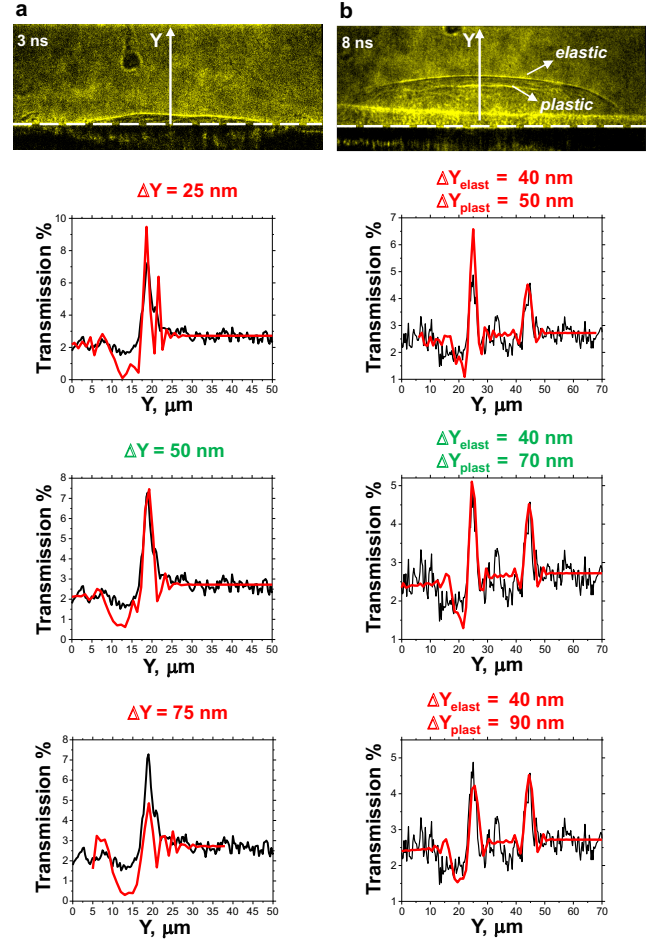 a
3 ns
Y
ΔY = 25 nm
Transmission %
10
8
6
4
2
0
0 5 10 15 20 25 30 35 40 45 50
Y, μm
ΔY = 50 nm
Transmission %
8
7
6
5
4
3
2
1
0
0 5 10 15 20 25 30 35 40 45 50
Y, μm
ΔY = 75 nm
Transmission %
8
7
6
5
4
3
2
1
0
0 5 10 15 20 25 30 35 40 45 50
Y, μm
b
8 ns
Y
elastic
plastic
ΔYelast = 40 nm
ΔYplast = 50 nm
Transmission %
7
6
5
4
3
2
1
0 10 20 30 40 50 60 70
Y, μm
ΔYelast = 40 nm
ΔYplast = 70 nm
Transmission %
5
4
3
2
1
0 10 20 30 40 50 60 70
Y, μm
ΔYelast = 40 nm
ΔYplast = 90 nm
Transmission %
5
4
3
2
1
0 10 20 30 40 50 60 70
Y, μm